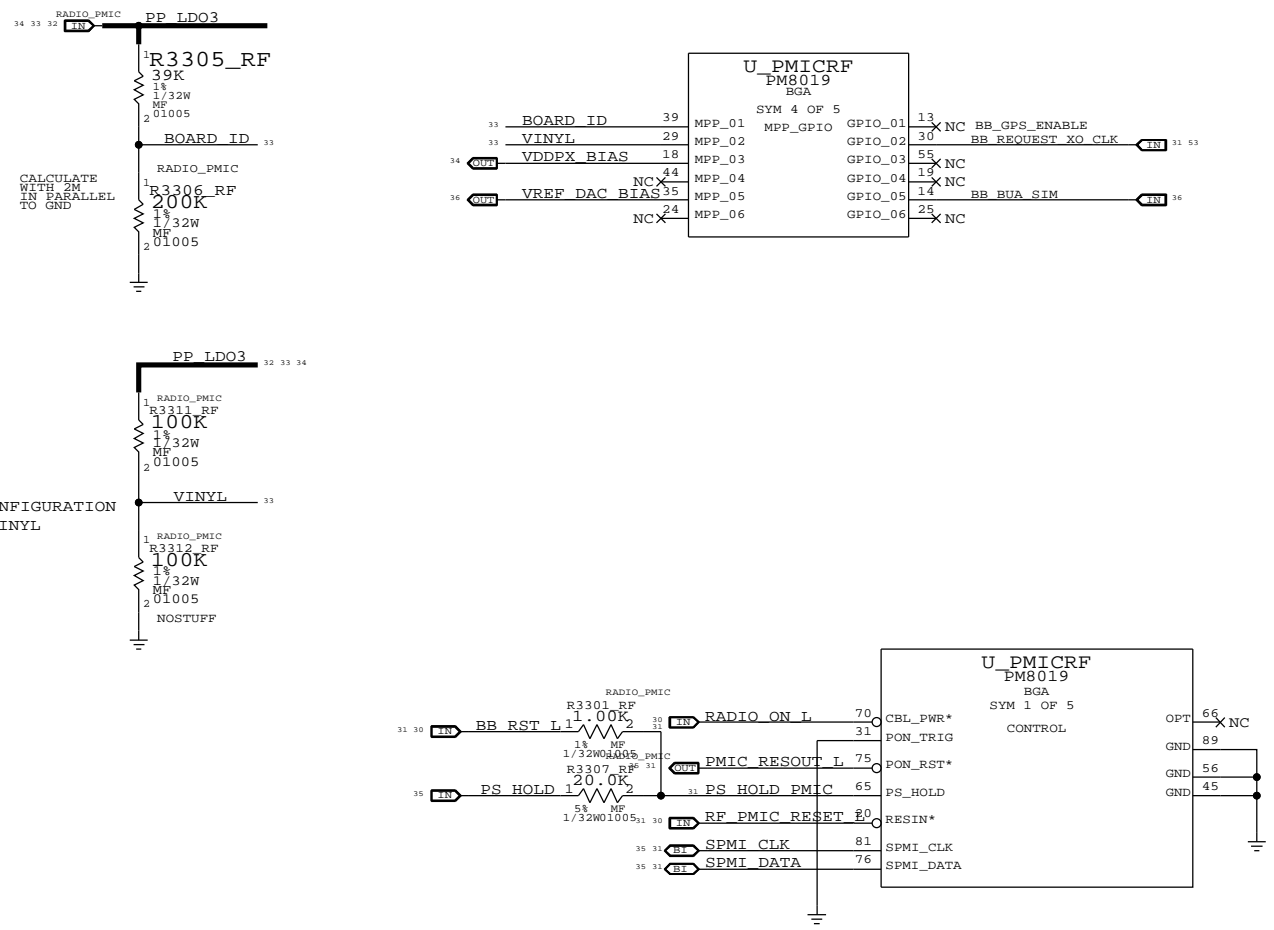 34 33 32 IN RADIO_PMIC PP_LDO3
1
R3305_RF
39K
1%
1/32W
MF
01005
2
BOARD_ID 33
RADIO_PMIC
CALCULATE
WITH 2M
IN PARALLEL
TO GND
1
R3306_RF
200K
1%
1/32W
MF
01005
2
U_PMICRF
PM8019
BGA
SYM 4 OF 5
MPP_GPIO
33 BOARD_ID 39 MPP_01
33 VINYL 29 MPP_02
34 OUT VDDPX_BIAS 18 MPP_03
NC 44 MPP_04
36 OUT VREF_DAC_BIAS 35 MPP_05
NC 24 MPP_06
GPIO_01 13 NC BB_GPS_ENABLE
GPIO_02 30 BB_REQUEST_XO_CLK IN 31 53
GPIO_03 55 NC
GPIO_04 19 NC
GPIO_05 14 BB_BUA_SIM IN 36
GPIO_06 25 NC
PP_LDO3 32 33 34
RADIO_PMIC
1
R3311_RF
100K
1%
1/32W
MF
01005
2
VINYL 33
NFIGURATION
INYL
RADIO_PMIC
1
R3312_RF
100K
1%
1/32W
MF
01005
2
NOSTUFF
U_PMICRF
PM8019
BGA
SYM 1 OF 5
CONTROL
RADIO_PMIC
R3301_RF
1.00K
31 30 IN BB_RST_L 1 2
1% MF
1/32W 01005
RADIO_PMIC
R3307_RF
20.0K
35 IN PS_HOLD 1 2
5% MF
1/32W 01005
30 31 IN RADIO_ON_L 70 CBL_PWR*
31 PON_TRIG
35 31 OUT PMIC_RESOUT_L 75 PON_RST*
31 PS_HOLD_PMIC 65 PS_HOLD
31 30 IN RF_PMIC_RESET_L 20 RESIN*
35 31 BI SPMI_CLK 81 SPMI_CLK
35 31 BI SPMI_DATA 76 SPMI_DATA
OPT 66 NC
GND 89
GND 56
GND 45